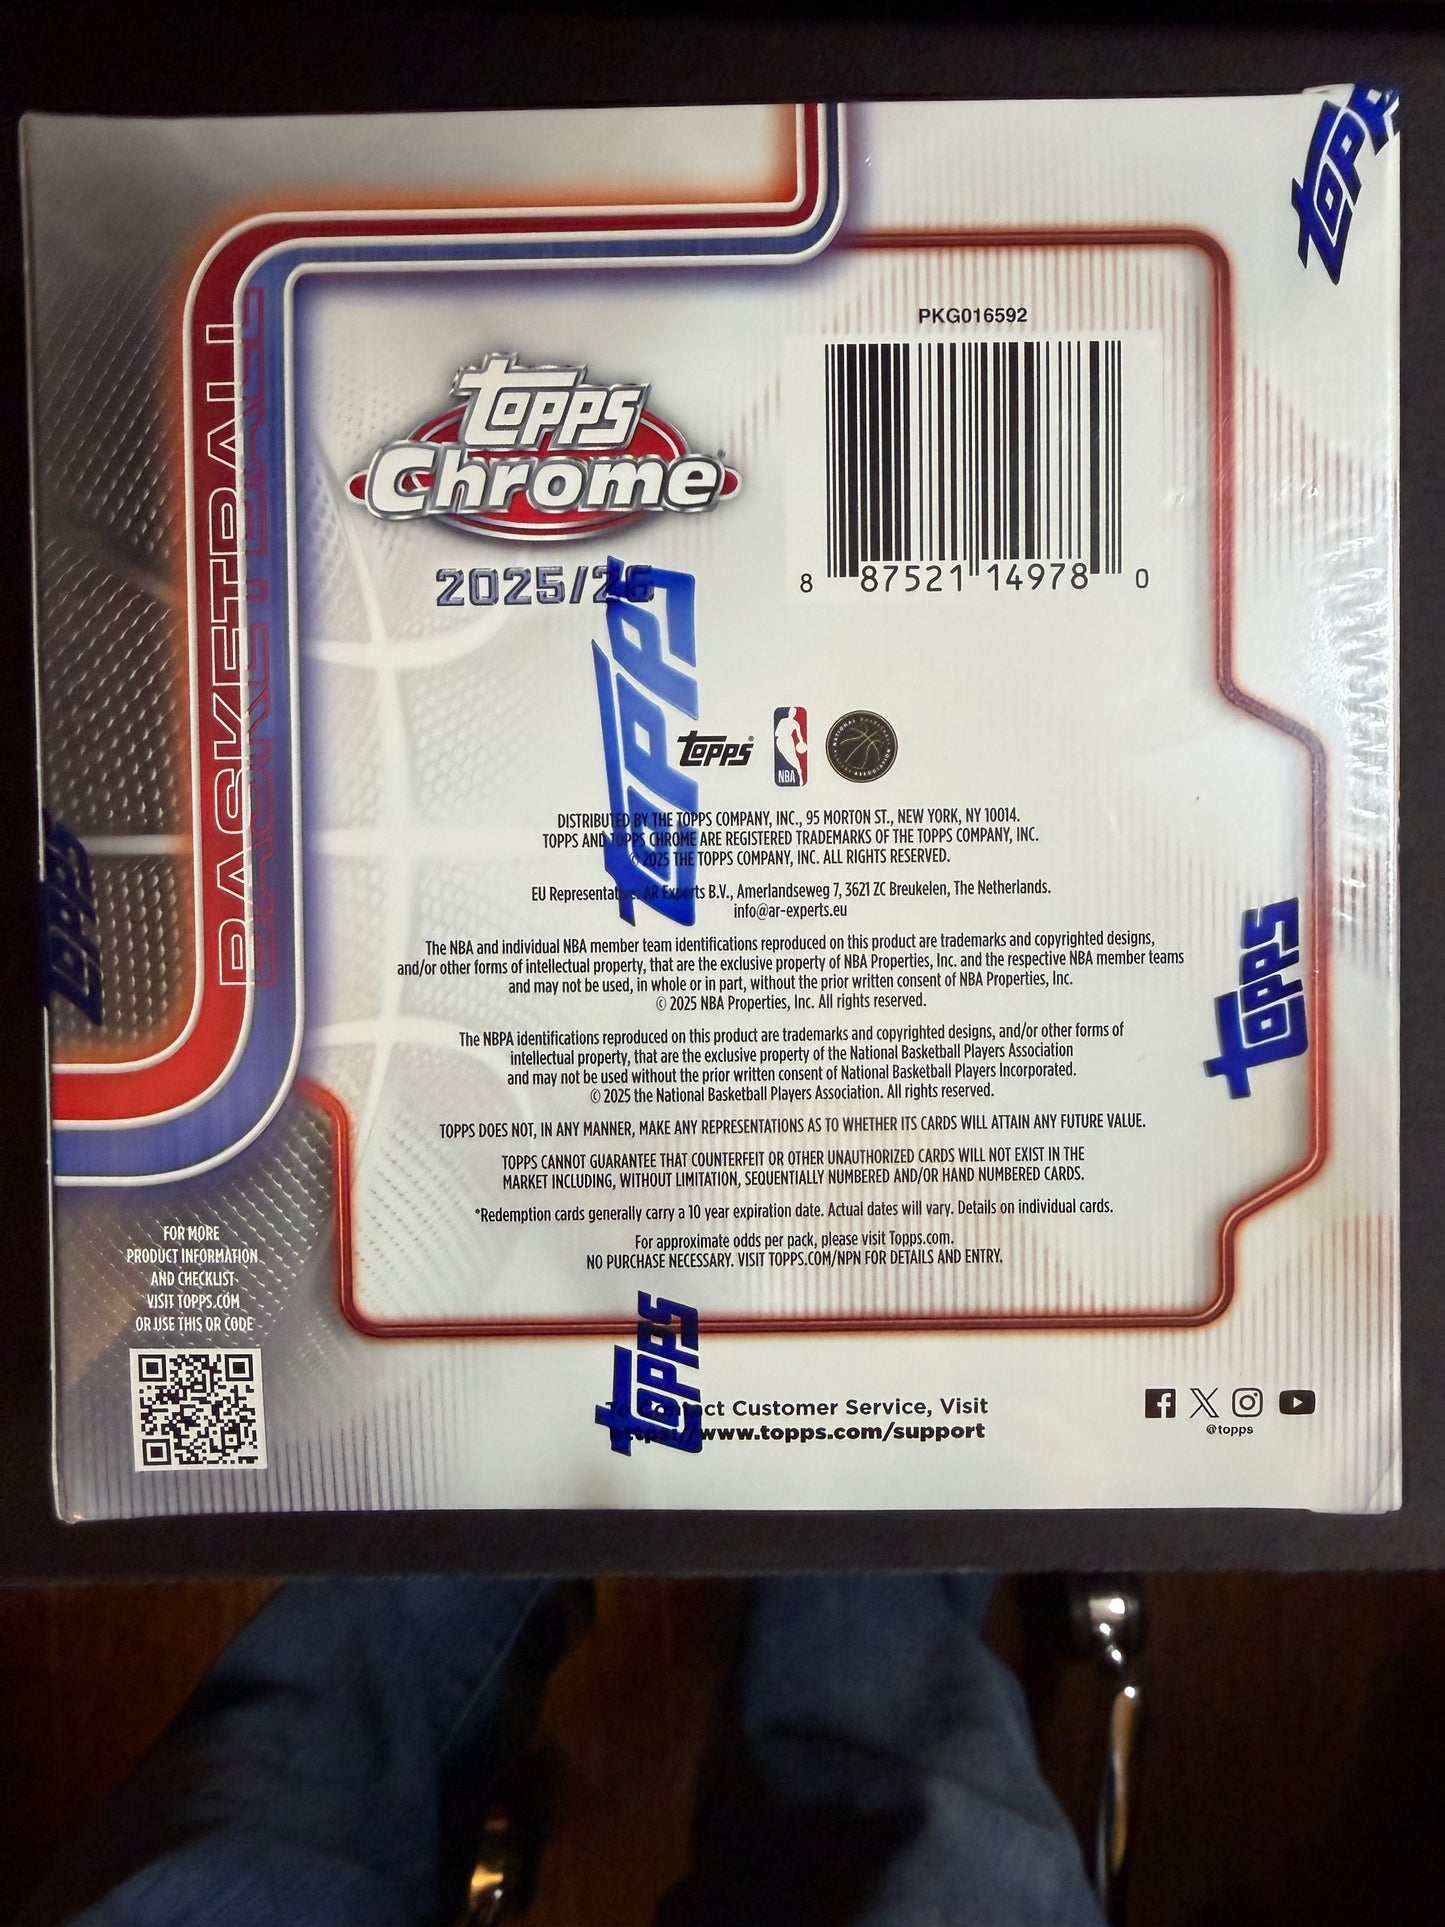 topps
PKG016592
topps
Chrome
2025/26
8 87521 14978 0
BASKETBALL
topps
topps
NBA
NATIONAL BASKETBALL
PLAYERS ASSOCIATION
DISTRIBUTED BY THE TOPPS COMPANY, INC., 95 MORTON ST., NEW YORK, NY 10014.
TOPPS AND TOPPS CHROME ARE REGISTERED TRADEMARKS OF THE TOPPS COMPANY, INC.
© 2025 THE TOPPS COMPANY, INC. ALL RIGHTS RESERVED.
EU Representative: AR Experts B.V., Amerlandseweg 7, 3621 ZC Breukelen, The Netherlands.
info@ar-experts.eu
topps
topps
The NBA and individual NBA member team identifications reproduced on this product are trademarks and copyrighted designs,
and/or other forms of intellectual property, that are the exclusive property of NBA Properties, Inc. and the respective NBA member teams
and may not be used, in whole or in part, without the prior written consent of NBA Properties, Inc.
© 2025 NBA Properties, Inc. All rights reserved.
The NBPA identifications reproduced on this product are trademarks and copyrighted designs, and/or other forms of
intellectual property, that are the exclusive property of the National Basketball Players Association
and may not be used without the prior written consent of National Basketball Players Incorporated.
© 2025 the National Basketball Players Association. All rights reserved.
TOPPS DOES NOT, IN ANY MANNER, MAKE ANY REPRESENTATIONS AS TO WHETHER ITS CARDS WILL ATTAIN ANY FUTURE VALUE.
TOPPS CANNOT GUARANTEE THAT COUNTERFEIT OR OTHER UNAUTHORIZED CARDS WILL NOT EXIST IN THE
MARKET INCLUDING, WITHOUT LIMITATION, SEQUENTIALLY NUMBERED AND/OR HAND NUMBERED CARDS.
*Redemption cards generally carry a 10 year expiration date. Actual dates will vary. Details on individual cards.
For approximate odds per pack, please visit Topps.com.
NO PURCHASE NECESSARY. VISIT TOPPS.COM/NPN FOR DETAILS AND ENTRY.
FOR MORE
PRODUCT INFORMATION
AND CHECKLIST
VISIT TOPPS.COM
OR USE THIS QR CODE
topps
To Contact Customer Service, Visit
https://www.topps.com/support
@topps